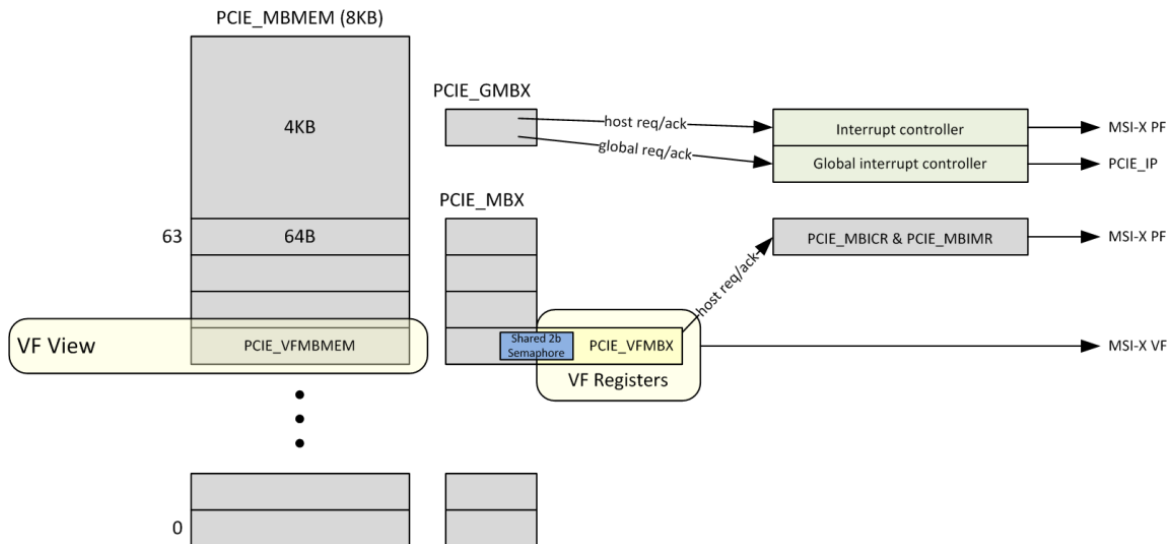 PCIE_MBMEM (8KB)
PCIE_GMBX
4KB
host req/ack
global req/ack
Interrupt controller
Global interrupt controller
MSI-X PF
PCIE_IP
PCIE_MBX
63
64B
PCIE_MBICR & PCIE_MBIMR
MSI-X PF
host req/ack
VF View
PCIE_VFMBMEM
Shared 2b
Semaphore
PCIE_VFMBX
MSI-X VF
VF Registers
0